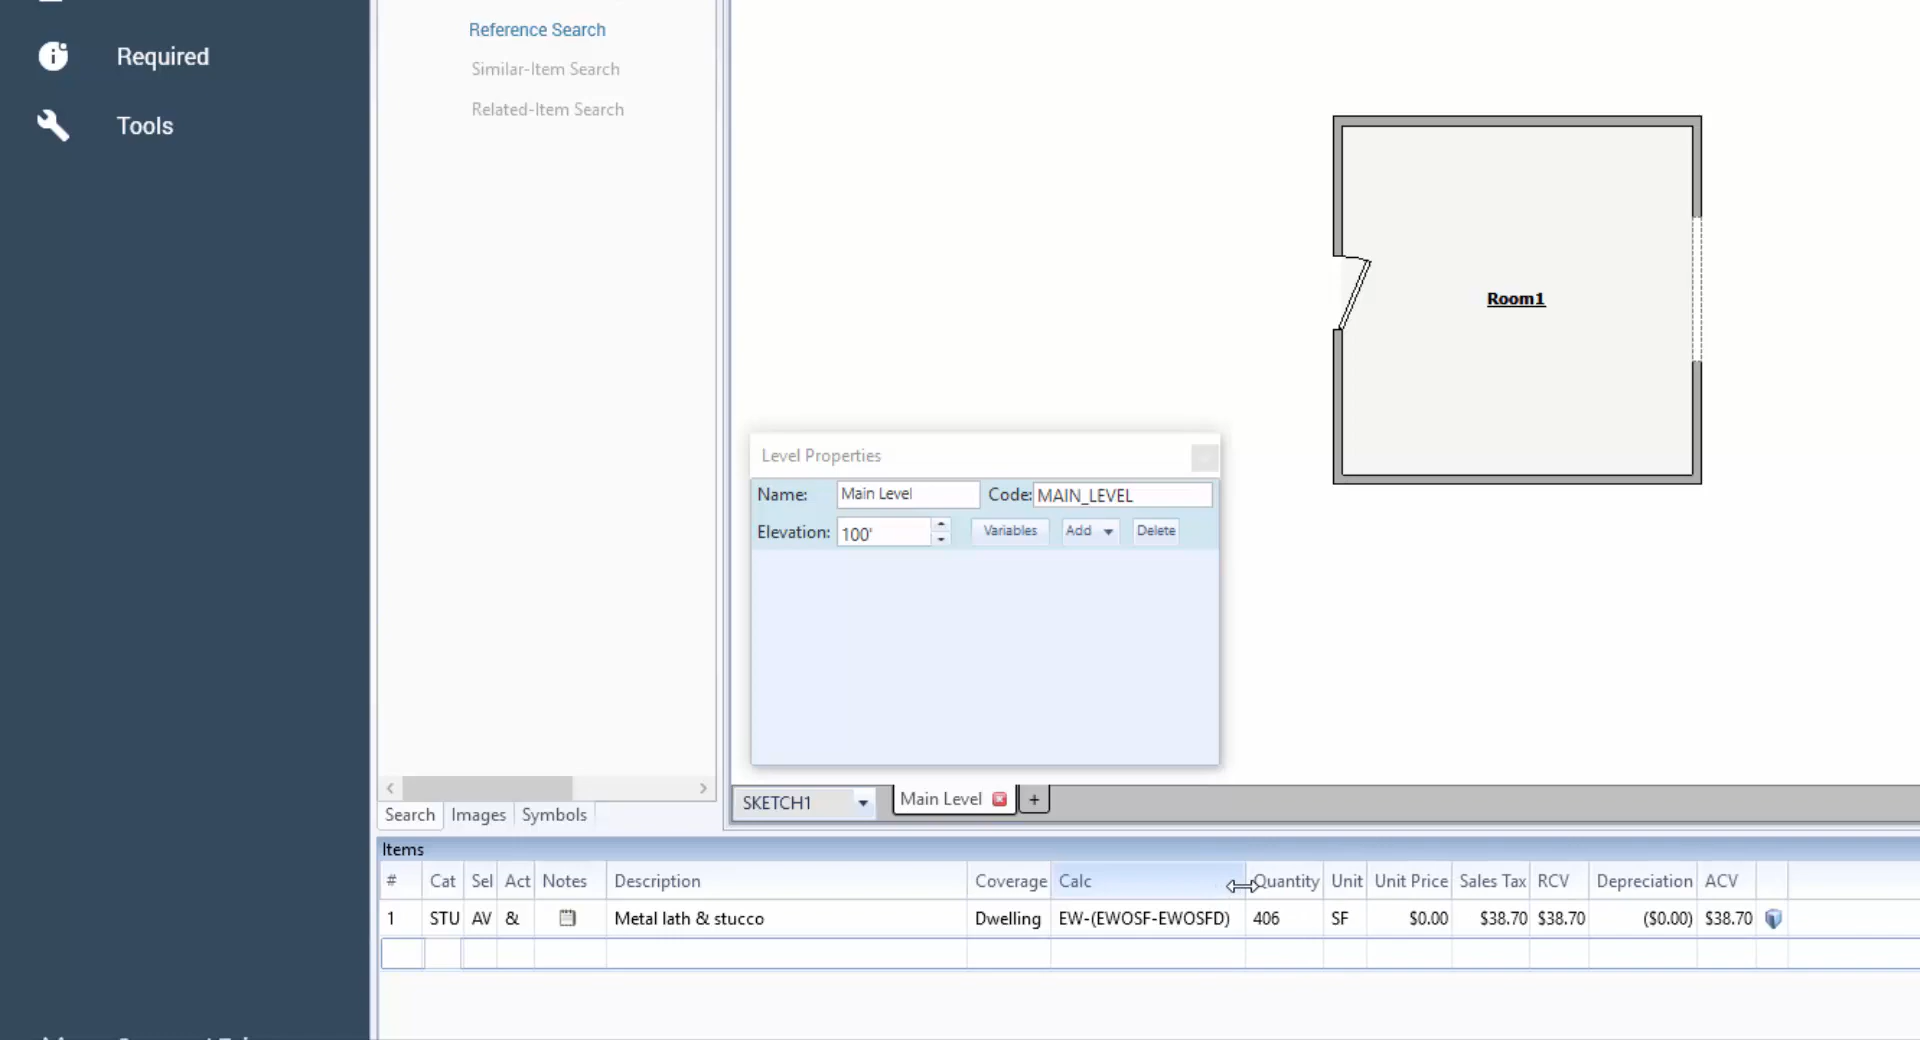 Required
Tools
Reference Search
Similar-Item Search
Related-Item Search
Room1
Level Properties
Name: Main Level Code: MAIN_LEVEL
Elevation: 100' Variables Add Delete
SKETCH1 Main Level +
Search Images Symbols
Items
# Cat Sel Act Notes Description Coverage Calc Quantity Unit Unit Price Sales Tax RCV Depreciation ACV
1 STU AV & Metal lath & stucco Dwelling EW-(EWOSF-EWOSFD) 406 SF $0.00 $38.70 $38.70 ($0.00) $38.70